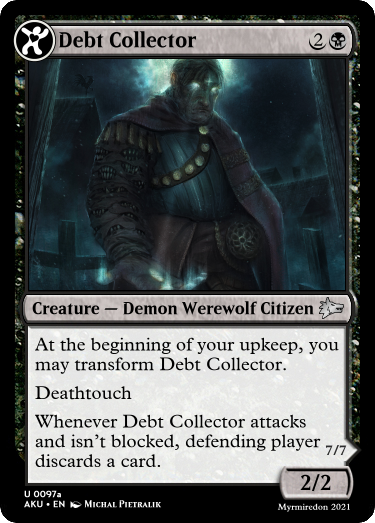 Debt Collector 2
Creature — Demon Werewolf Citizen
At the beginning of your upkeep, you
may transform Debt Collector.
Deathtouch
Whenever Debt Collector attacks
and isn't blocked, defending player
discards a card.
7/7
2/2
U 0097a
AKU • EN Michal Pietralik
Myrmiredon 2021